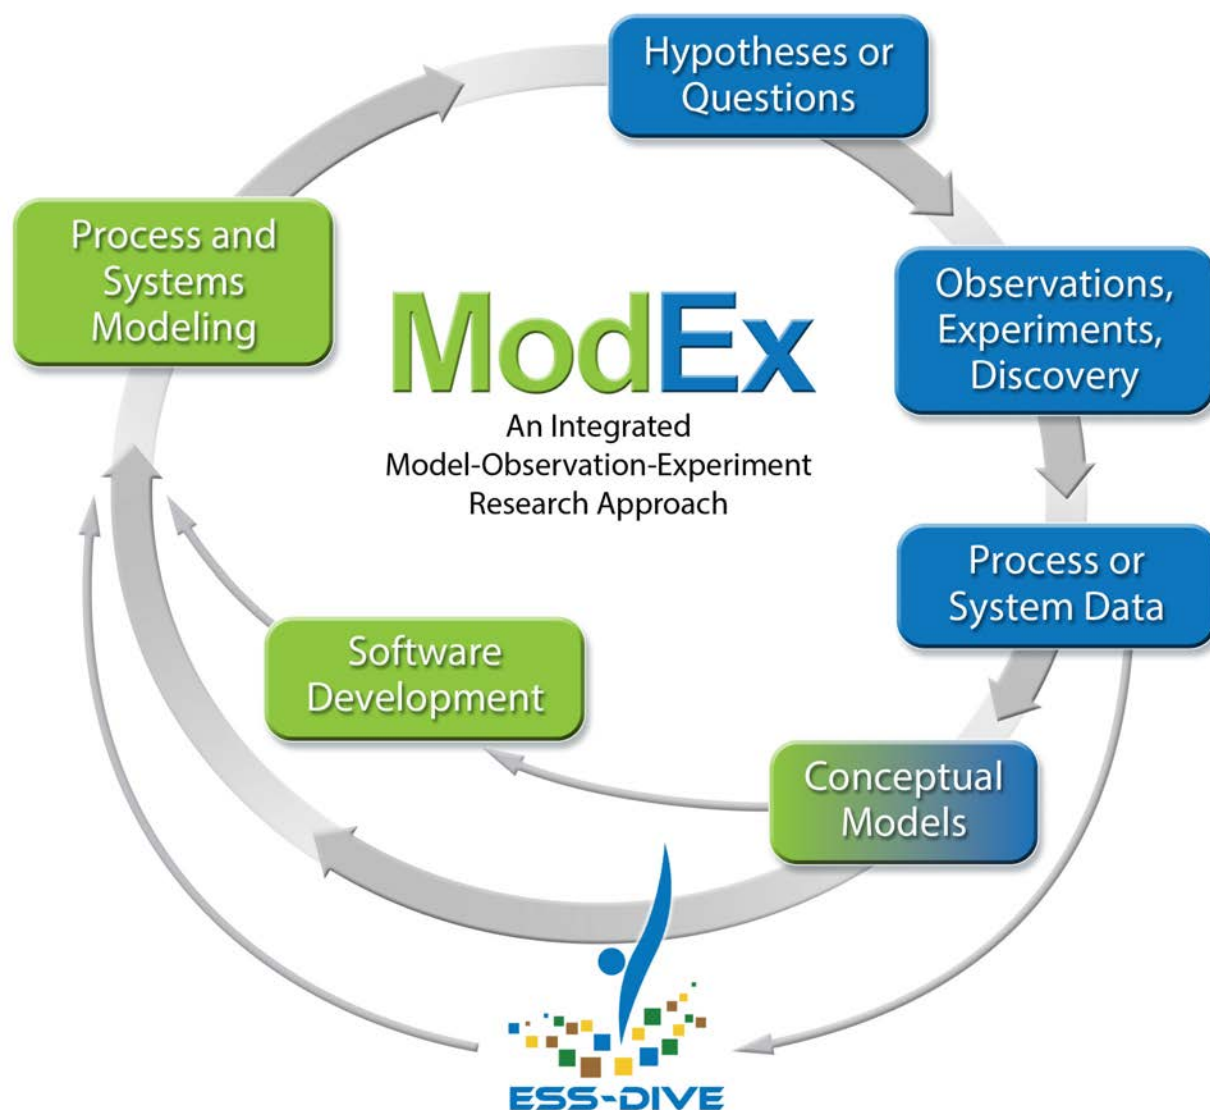 Hypotheses or
Questions
Process and
Systems
Modeling
Observations,
Experiments,
Discovery
ModEx
An Integrated
Model-Observation-Experiment
Research Approach
Process or
System Data
Software
Development
Conceptual
Models
ESS-DIVE